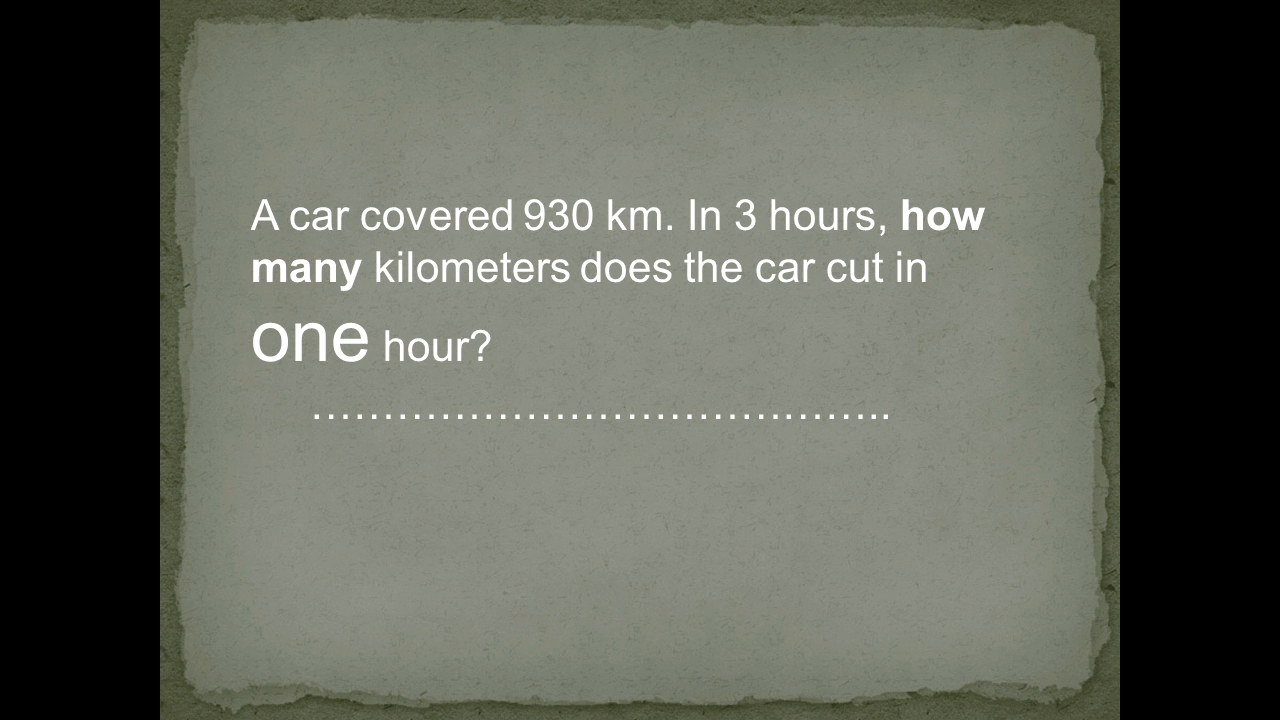 A car covered 930 km. In 3 hours, how
many kilometers does the car cut in
one hour?
…………………………………..